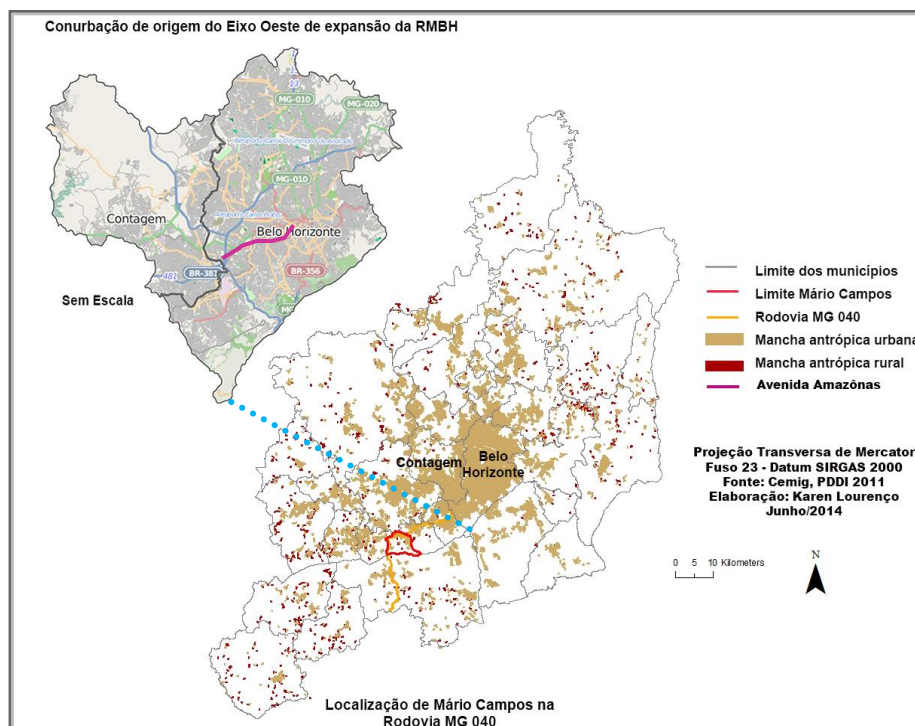 Conurbação de origem do Eixo Oeste de expansão da RMBH
13
MG-010
MG-020
MG-010
Contagem
Belo Horizonte
BR-381
BR-356
481
Sem Escala
Limite dos municípios
Limite Mário Campos
Rodovia MG 040
Mancha antrópica urbana
Mancha antrópica rural
Avenida Amazônas
Contagem
Belo
Horizonte
Projeção Transversa de Mercator
Fuso 23 - Datum SIRGAS 2000
Fonte: Cemig, PDDI 2011
Elaboração: Karen Lourenço
Junho/2014
0 5 10 Kilometers
N
Localização de Mário Campos na
Rodovia MG 040